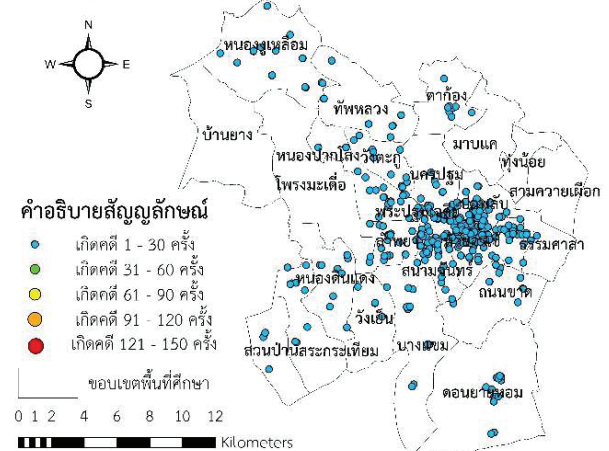 N
W E
S
หนองงูเหลือม
ตาก้อง
ทัพหลวง
บ้านยาง
มาบแค
หนองปากโลง วังตะกู
ทุ่งน้อย
โพรงมะเดื่อ
นครปฐม
สามควายเผือก
คำอธิบายสัญญลักษณ์
เกิดคดี 1 - 30 ครั้ง
เกิดคดี 31 - 60 ครั้ง
เกิดคดี 61 - 90 ครั้ง
เกิดคดี 91 - 120 ครั้ง
เกิดคดี 121 - 150 ครั้ง
ขอบเขตพื้นที่ศึกษา
ธรรมศาลา
สนามจันทร์
หนองดินแดง
ถนนขาด
วังเย็น
สวนป่าน สระกะเทียม
บางแขม
ดอนยายหอม
0 1 2 4 6 8 10 12
Kilometers